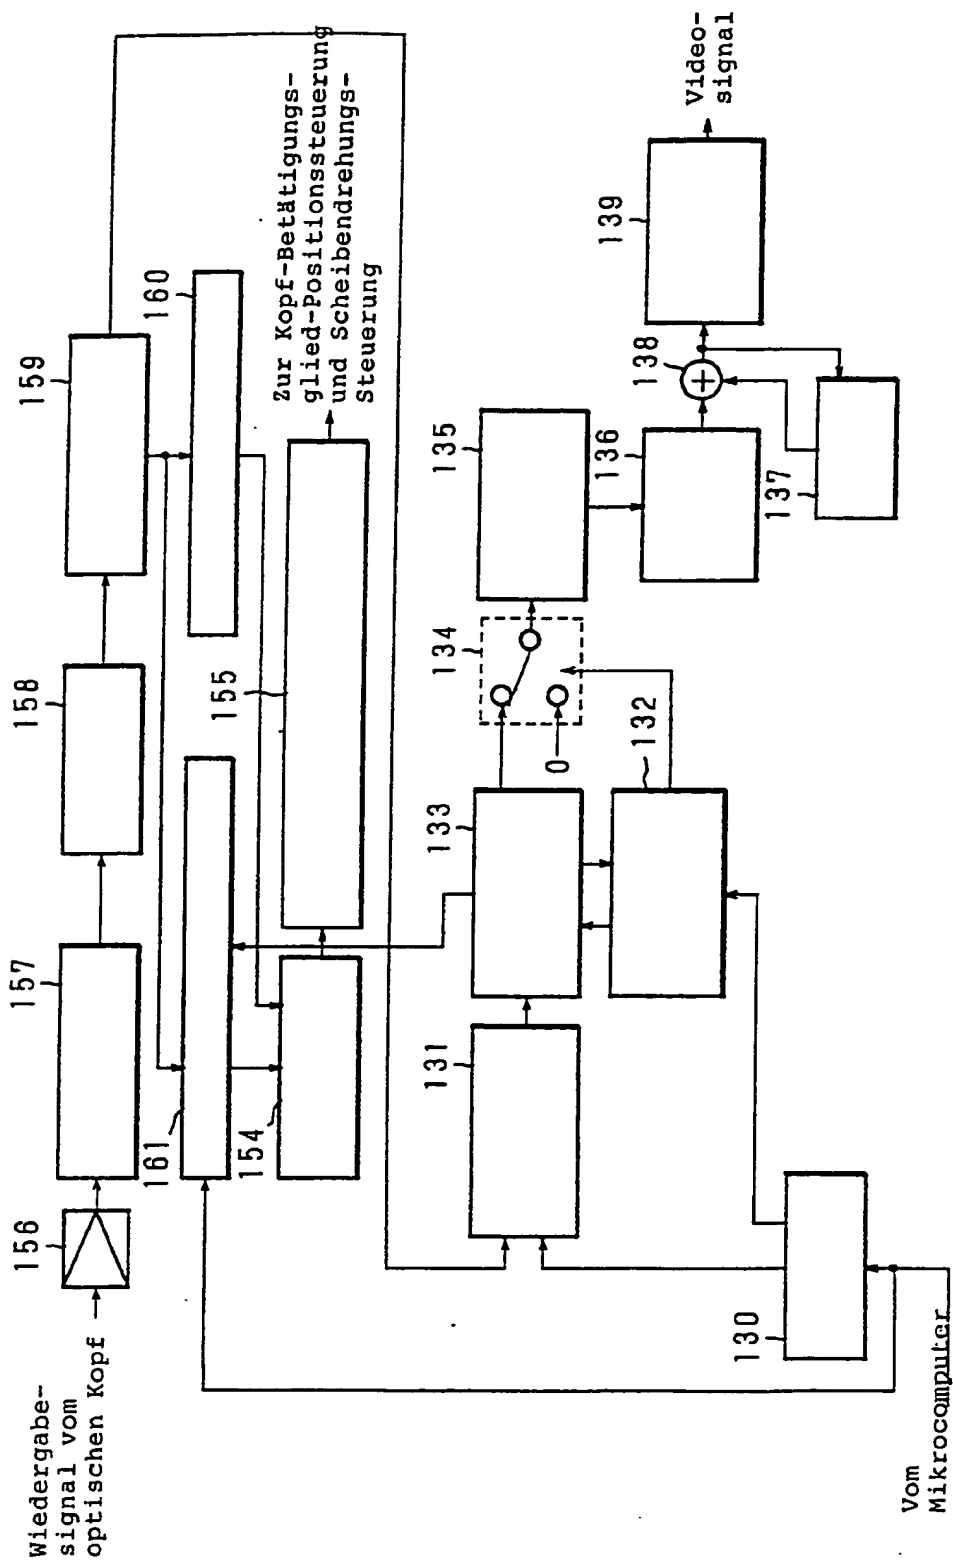 Wiedergabe-
signal vom
optischen Kopf
156
157
158
159
161
160
154
155
Zur Kopf-Betätigungs-
glied-Positionssteuerung
und Scheibendrehungs-
Steuerung
131
133
134
0
135
132
136
138
137
139
Video-
signal
130
Vom
Mikrocomputer